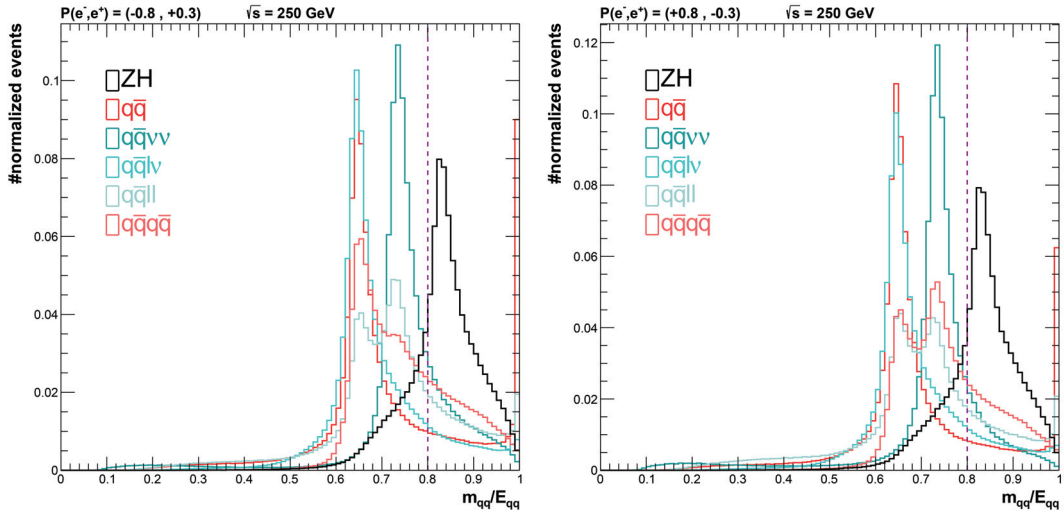 P(e⁻,e⁺) = (-0.8 , +0.3) √s = 250 GeV
#normalized events
0.1
0.08
0.06
0.04
0.02
0
ZH
qq̅
qq̅νν
qq̅lν
qq̅ll
qq̅qq̅
0 0.1 0.2 0.3 0.4 0.5 0.6 0.7 0.8 0.9 1
m_qq/E_qq
P(e⁻,e⁺) = (+0.8 , -0.3) √s = 250 GeV
#normalized events
0.12
0.1
0.08
0.06
0.04
0.02
0
ZH
qq̅
qq̅νν
qq̅lν
qq̅ll
qq̅qq̅
0 0.1 0.2 0.3 0.4 0.5 0.6 0.7 0.8 0.9 1
m_qq/E_qq